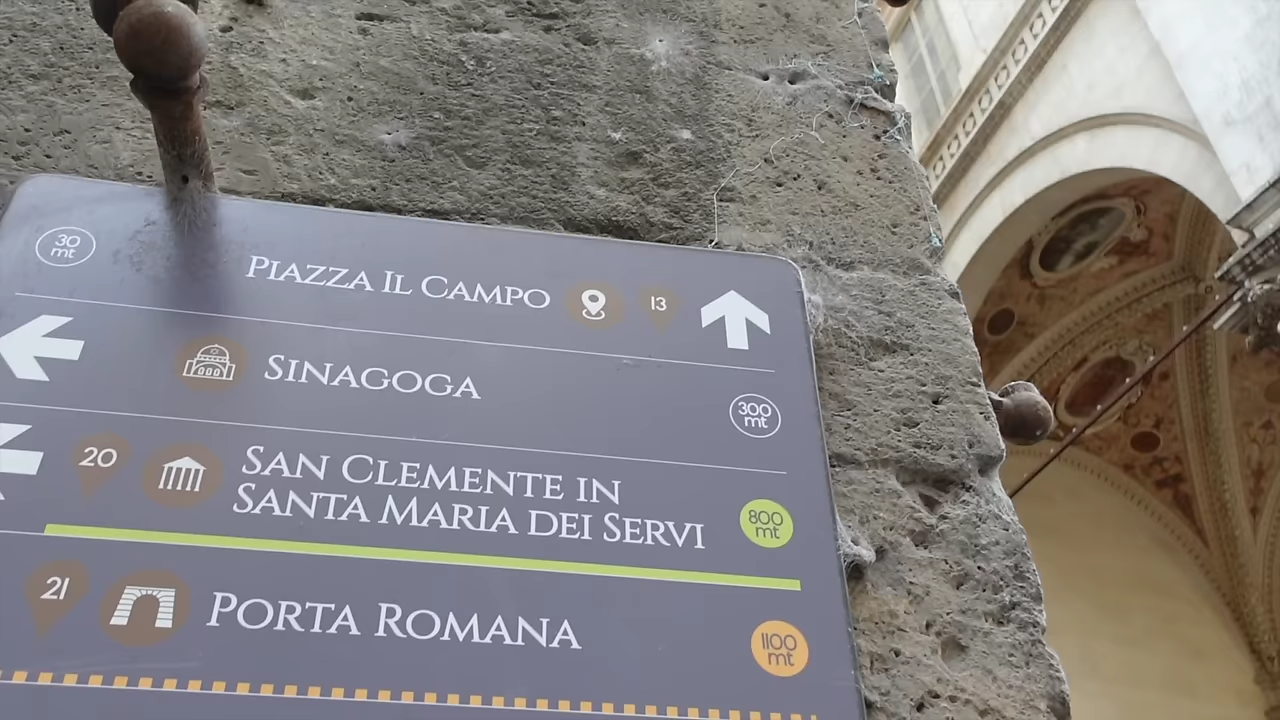 30 mt PIAZZA IL CAMPO 13
SINAGOGA 300 mt
20 SAN CLEMENTE IN
SANTA MARIA DEI SERVI 800 mt
21 PORTA ROMANA 1100 mt